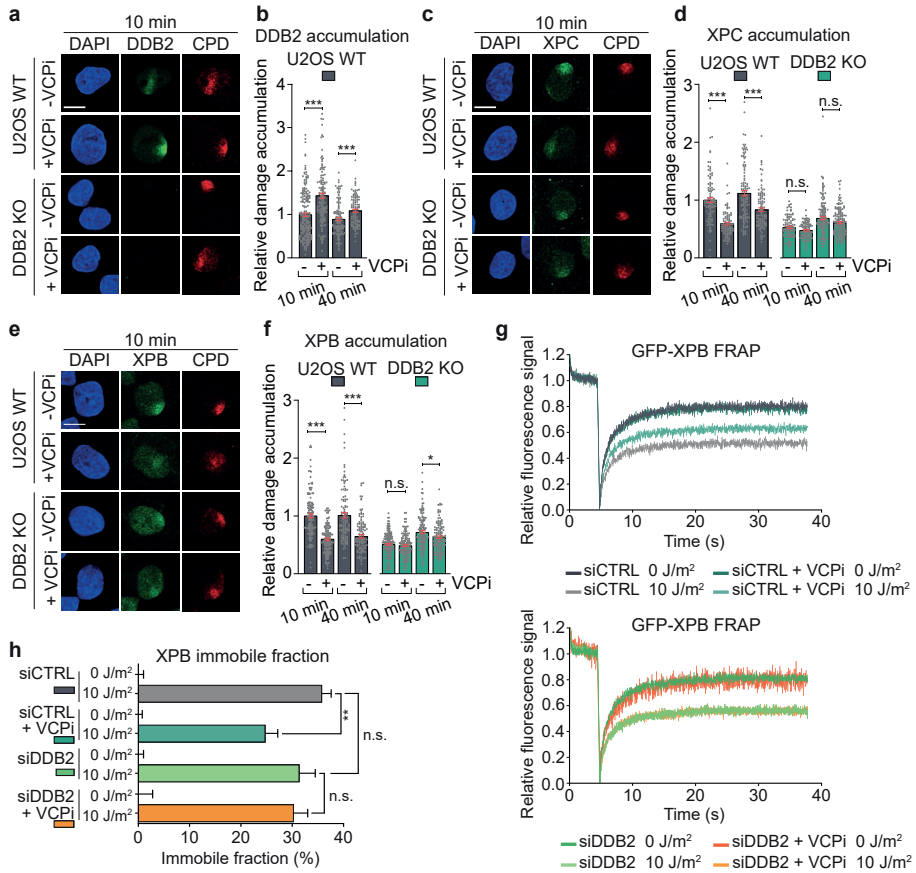 a
10 min
DAPI DDB2 CPD
U2OS WT
-VCPi
+VCPi
DDB2 KO
-VCPi
+ VCPi
b
DDB2 accumulation
U2OS WT
Relative damage accumulation
4
3
2
1
0
***
***
- + - + VCPi
10 min
40 min
c
10 min
DAPI XPC CPD
U2OS WT
-VCPi
+VCPi
DDB2 KO
-VCPi
+ VCPi
d
XPC accumulation
U2OS WT DDB2 KO
Relative damage accumulation
3
2
1
0
*** *** n.s. n.s.
- + - + - + - + VCPi
10 min 40 min 10 min 40 min
e
10 min
DAPI XPB CPD
U2OS WT
-VCPi
+VCPi
DDB2 KO
-VCPi
+ VCPi
f
XPB accumulation
U2OS WT DDB2 KO
Relative damage accumulation
3
2
1
0
*** *** n.s. *
- + - + - + - + VCPi
10 min 40 min 10 min 40 min
g
GFP-XPB FRAP
Relative fluorescence signal
1.2
1.0
0.8
0.6
0.4
0.2
0
0 10 20 30 40
Time (s)
siCTRL 0 J/m² siCTRL + VCPi 0 J/m²
siCTRL 10 J/m² siCTRL + VCPi 10 J/m²
GFP-XPB FRAP
Relative fluorescence signal
1.2
1.0
0.8
0.6
0.4
0.2
0
0 10 20 30 40
Time (s)
siDDB2 0 J/m² siDDB2 + VCPi 0 J/m²
siDDB2 10 J/m² siDDB2 + VCPi 10 J/m²
h
XPB immobile fraction
siCTRL 0 J/m²
10 J/m²
siCTRL + VCPi 0 J/m²
10 J/m²
siDDB2 0 J/m²
10 J/m²
siDDB2 + VCPi 0 J/m²
10 J/m²
**
n.s.
n.s.
0 10 20 30 40
Immobile fraction (%)